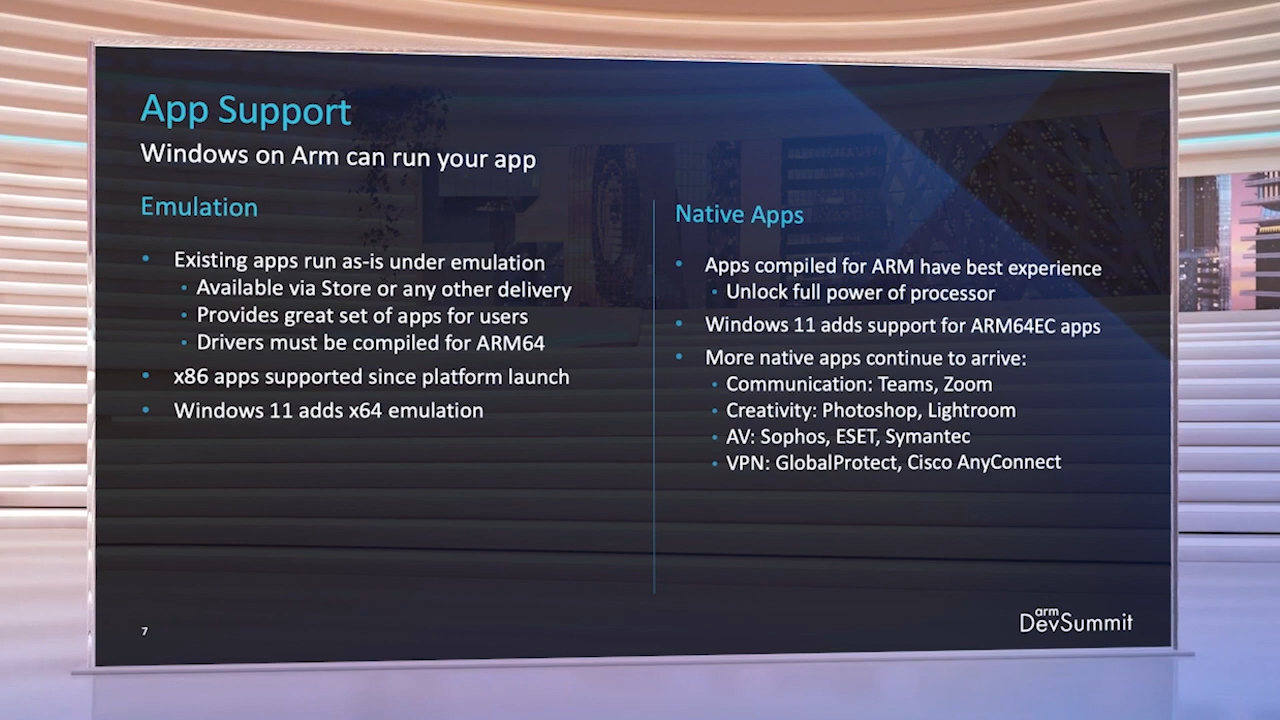 App Support
Windows on Arm can run your app
Emulation
• Existing apps run as-is under emulation
• Available via Store or any other delivery
• Provides great set of apps for users
• Drivers must be compiled for ARM64
• x86 apps supported since platform launch
• Windows 11 adds x64 emulation
Native Apps
• Apps compiled for ARM have best experience
• Unlock full power of processor
• Windows 11 adds support for ARM64EC apps
• More native apps continue to arrive:
• Communication: Teams, Zoom
• Creativity: Photoshop, Lightroom
• AV: Sophos, ESET, Symantec
• VPN: GlobalProtect, Cisco AnyConnect
7
arm
DevSummit